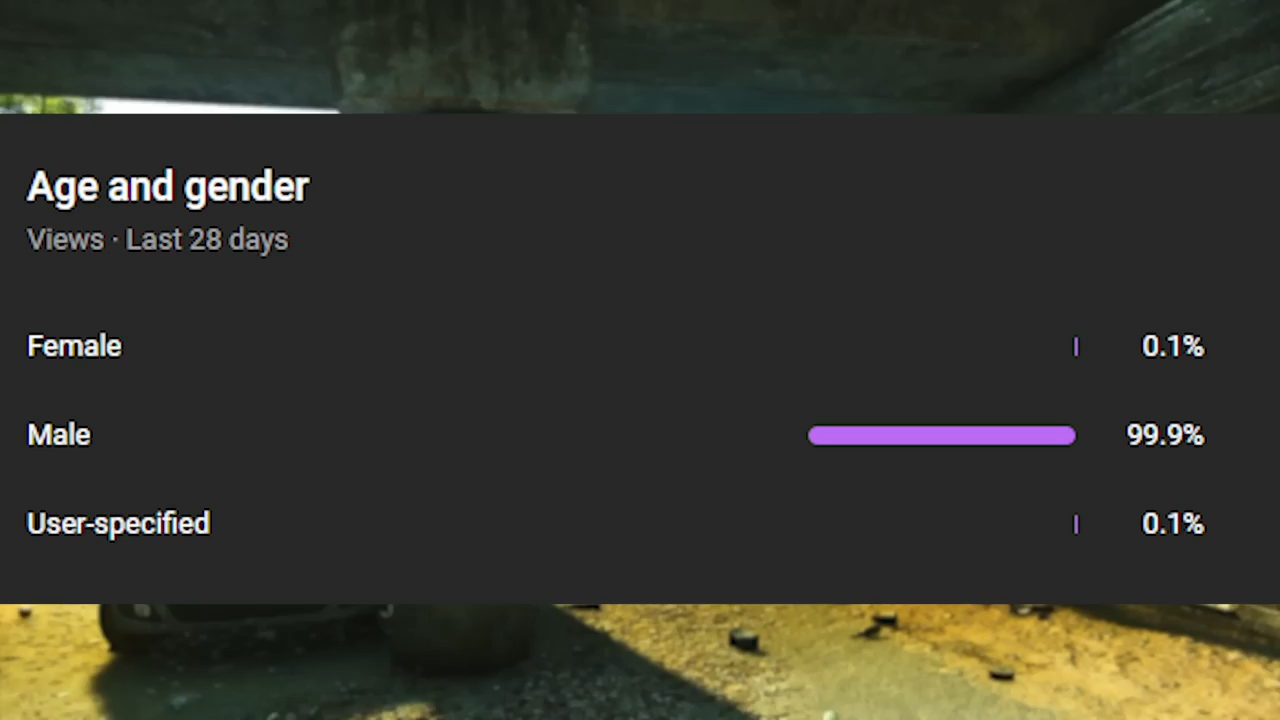 Age and gender
Views · Last 28 days
Female 0.1%
Male 99.9%
User-specified 0.1%